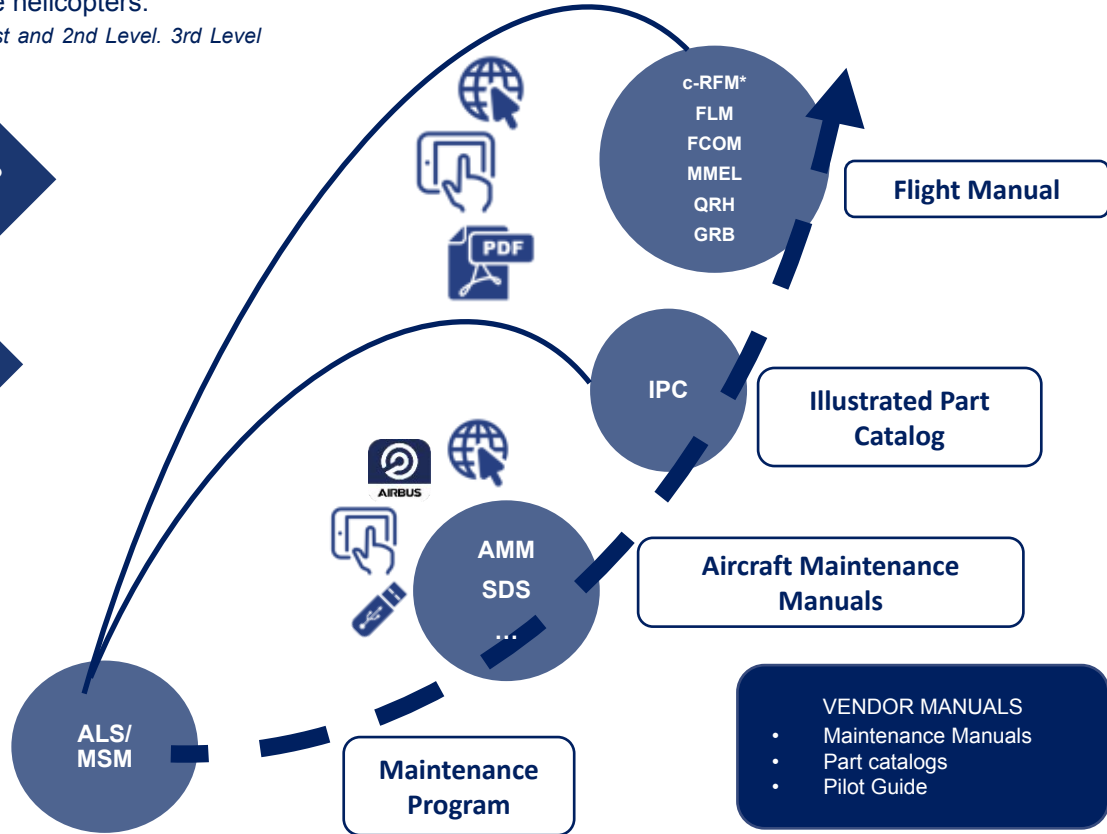 e helicopters.
st and 2nd Level. 3rd Level
c-RFM*
FLM
FCOM
MMEL
QRH
GRB
Flight Manual
PDF
IPC
Illustrated Part
Catalog
AIRBUS
AMM
SDS
...
Aircraft Maintenance
Manuals
ALS/
MSM
Maintenance
Program
VENDOR MANUALS
• Maintenance Manuals
• Part catalogs
• Pilot Guide